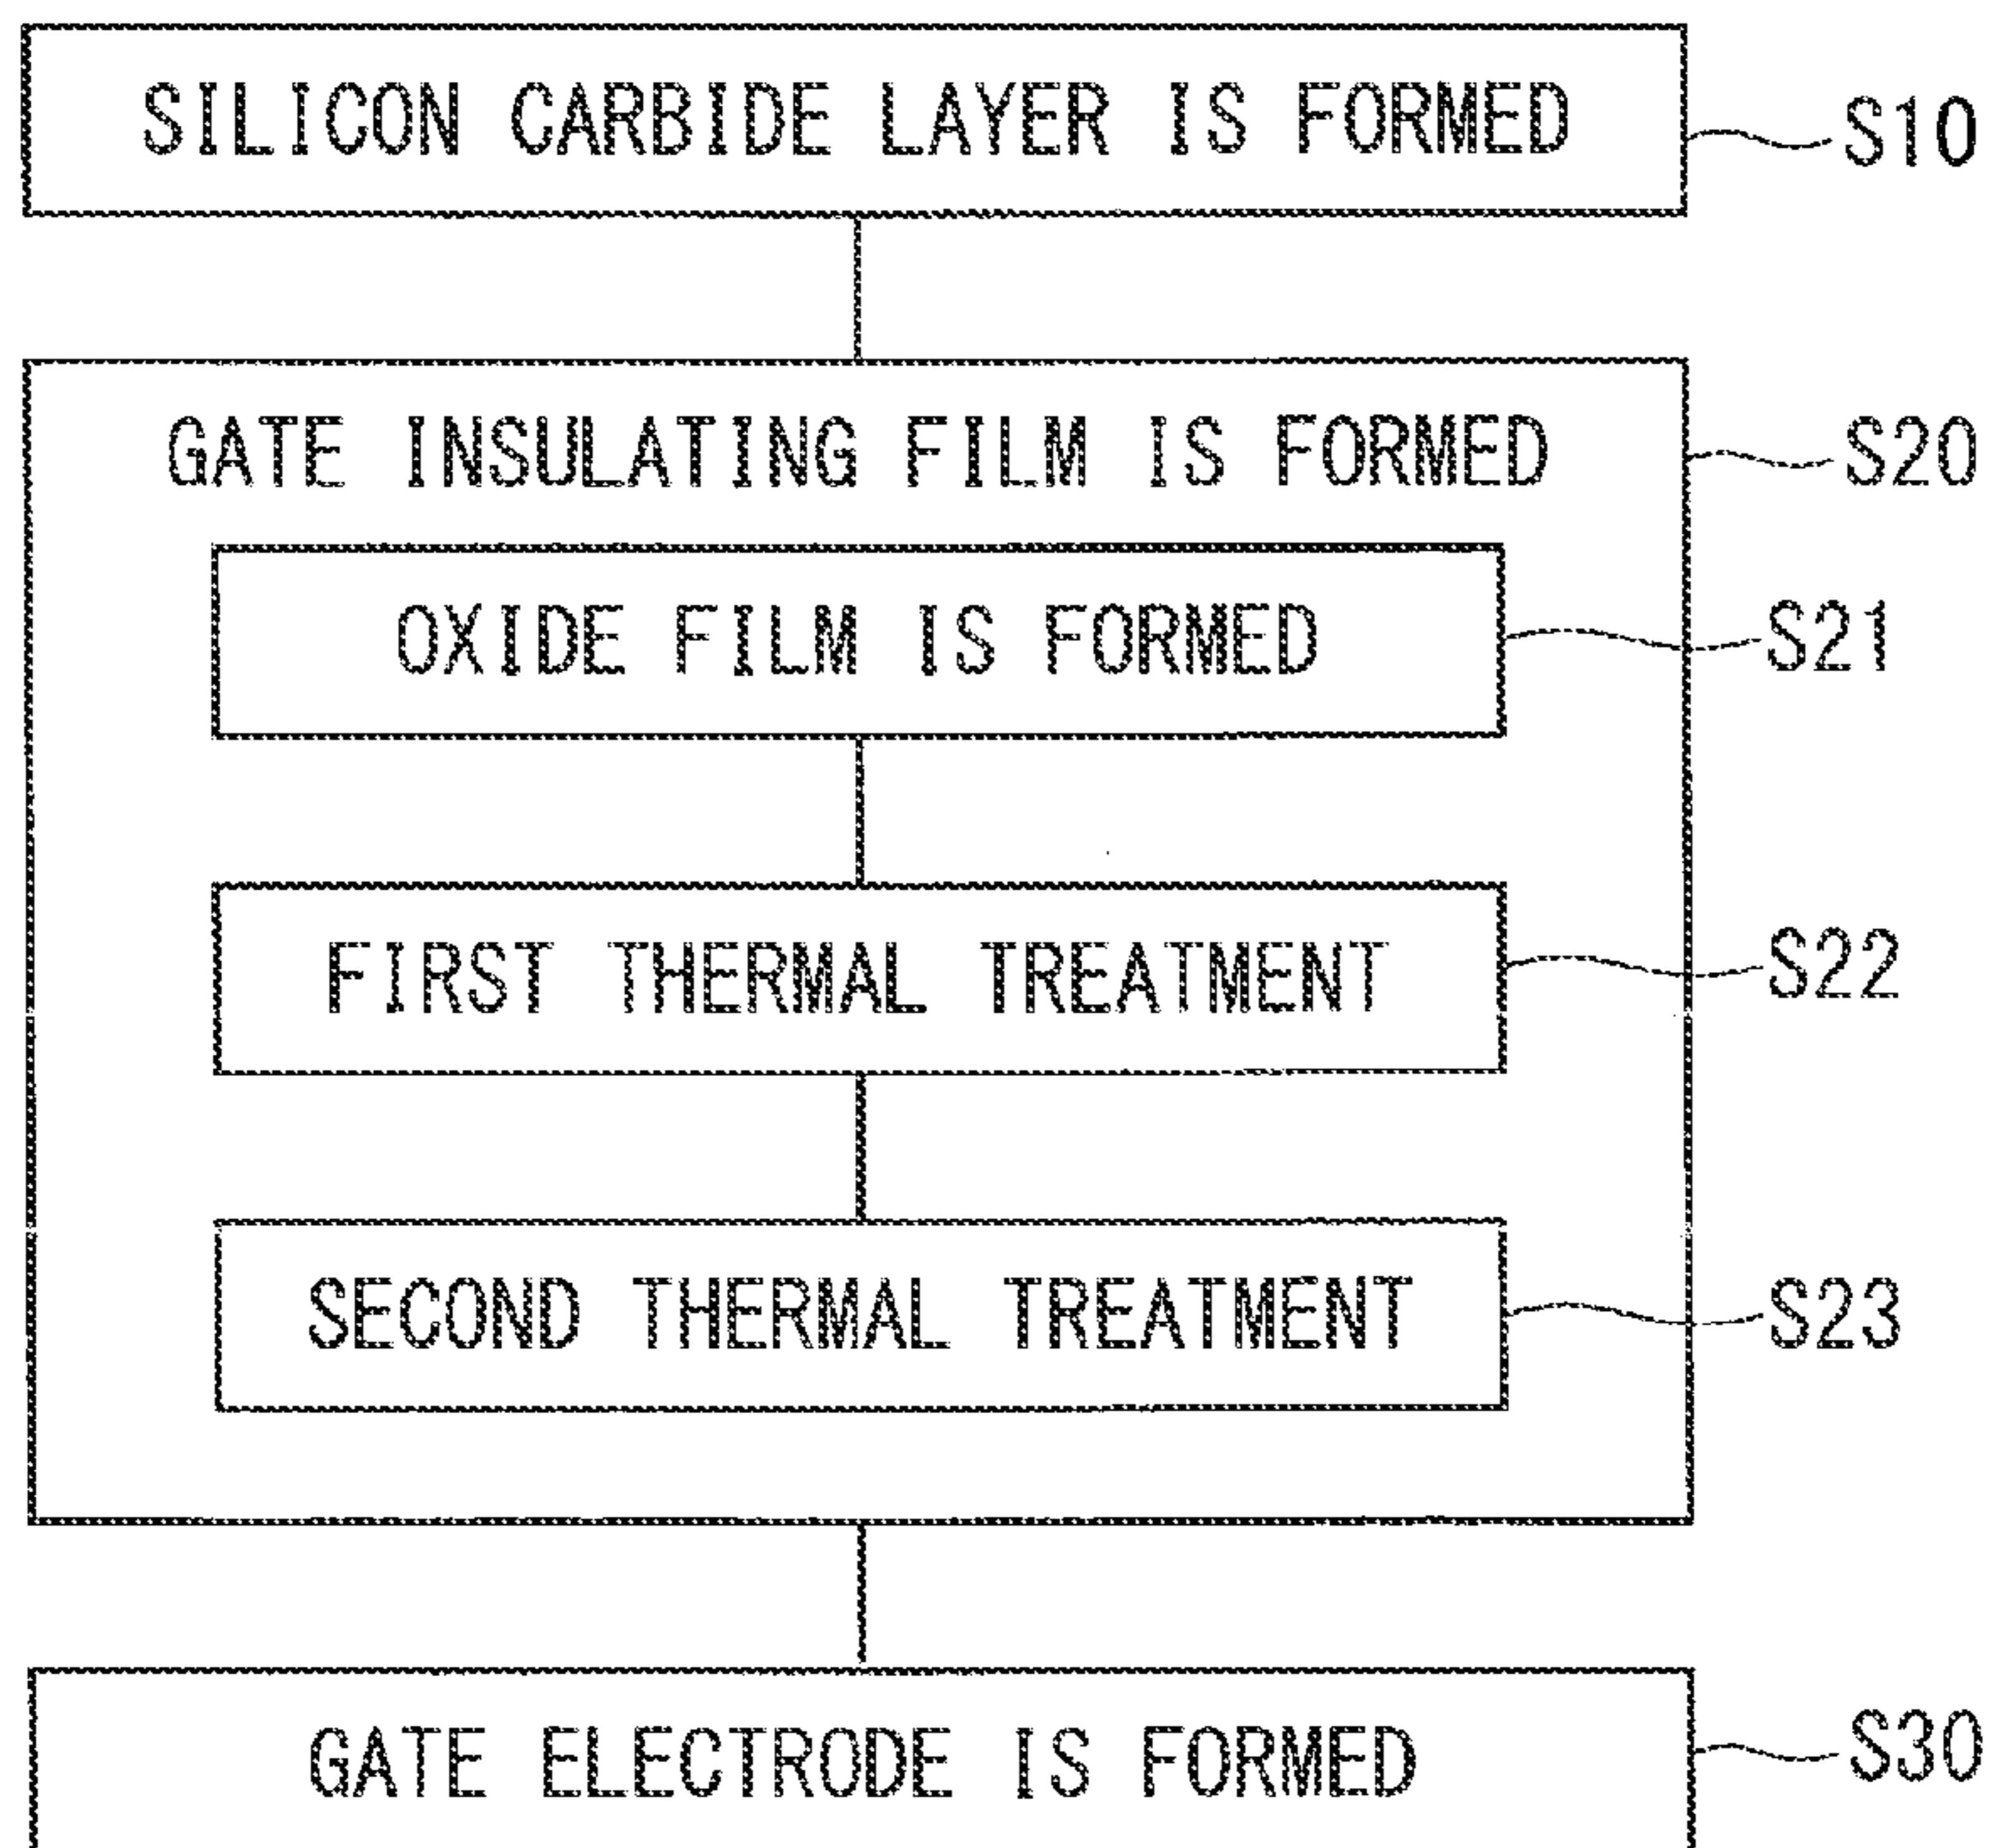 SILICON CARBIDE LAYER IS FORMED
S10
GATE INSULATING FILM IS FORMED
S20
OXIDE FILM IS FORMED
S21
FIRST THERMAL TREATMENT
S22
SECOND THERMAL TREATMENT
S23
GATE ELECTRODE IS FORMED
S30